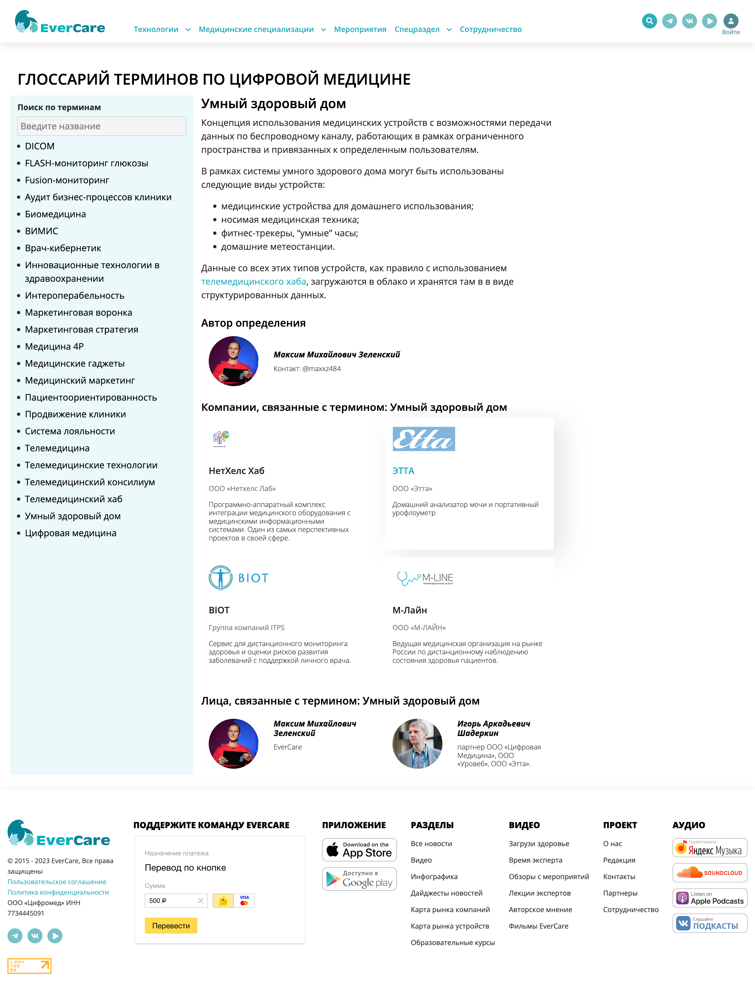 EverCare
Технологии
Медицинские специализации
Мероприятия
Спецраздел
Сотрудничество
Войти
ГЛОССАРИЙ ТЕРМИНОВ ПО ЦИФРОВОЙ МЕДИЦИНЕ
Поиск по терминам
Введите название
DICOM
FLASH-мониторинг глюкозы
Fusion-мониторинг
Аудит бизнес-процессов клиники
Биомедицина
ВИМИС
Врач-кибернетик
Инновационные технологии в
здравоохранении
Интероперабельность
Маркетинговая воронка
Маркетинговая стратегия
Медицина 4P
Медицинские гаджеты
Медицинский маркетинг
Пациентоориентированность
Продвижение клиники
Система лояльности
Телемедицина
Телемедицинские технологии
Телемедицинский консилиум
Телемедицинский хаб
Умный здоровый дом
Цифровая медицина
Умный здоровый дом
Концепция использования медицинских устройств с возможностями передачи
данных по беспроводному каналу, работающих в рамках ограниченного
пространства и привязанных к определенным пользователям.
В рамках системы умного здорового дома могут быть использованы
следующие виды устройств:
медицинские устройства для домашнего использования;
носимая медицинская техника;
фитнес-трекеры, “умные” часы;
домашние метеостанции.
Данные со всех этих типов устройств, как правило с использованием
телемедицинского хаба, загружаются в облако и хранятся там в в виде
структурированных данных.
Автор определения
Максим Михайлович Зеленский
Контакт: @maxxz484
Компании, связанные с термином: Умный здоровый дом
НетХелс Хаб
ООО «Нетхелс Лаб»
Программно-аппаратный комплекс
интеграции медицинского оборудования с
медицинскими информационными
системами. Один из самых перспективных
проектов в своей сфере.
Etta
ЭТТА
ООО «Этта»
Домашний анализатор мочи и портативный
урофлоуметр
BIOT
BIOT
Группа компаний ITPS
Сервис для дистанционного мониторинга
здоровья и оценки рисков развития
заболеваний с поддержкой личного врача.
M-LINE
телемедицинские услуги
М-Лайн
ООО «М-ЛАЙН»
Ведущая медицинская организация на рынке
России по дистанционному наблюдению
состояния здоровья пациентов.
Лица, связанные с термином: Умный здоровый дом
Максим Михайлович
Зеленский
EverCare
Игорь Аркадьевич
Шадеркин
партнер ООО «Цифровая
Медицина», ООО
«Уровеб», ООО «Этта».
EverCare
© 2015 - 2023 EverCare, Все права
защищены
Пользовательское соглашение
Политика конфиденциальности
ООО «Цифромед» ИНН
7734445091
1 204
730
93
ПОДДЕРЖИТЕ КОМАНДУ EVERCARE
Назначение платежа
Перевод по кнопке
Сумма
500 ₽
VISA
Перевести
ПРИЛОЖЕНИЕ
Download on the
App Store
Доступно в
Google play
РАЗДЕЛЫ
Все новости
Видео
Инфографика
Дайджесты новостей
Карта рынка компаний
Карта рынка устройств
Образовательные курсы
ВИДЕО
Загрузи здоровье
Время эксперта
Обзоры с мероприятий
Лекции экспертов
Авторское мнение
Фильмы EverCare
ПРОЕКТ
О нас
Редакция
Контакты
Партнеры
Сотрудничество
АУДИО
Слушайте подкасты
Яндекс Музыка
SOUNDCLOUD
Listen on
Apple Podcasts
Слушайте
ПОДКАСТЫ